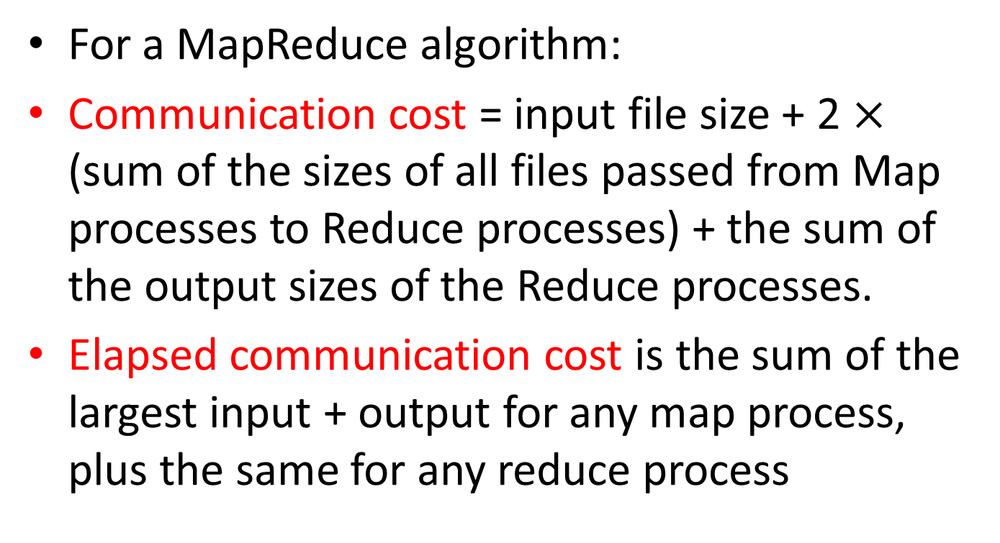 • For a MapReduce algorithm:
• Communication cost = input file size + 2 ×
(sum of the sizes of all files passed from Map
processes to Reduce processes) + the sum of
the output sizes of the Reduce processes.
• Elapsed communication cost is the sum of the
largest input + output for any map process,
plus the same for any reduce process